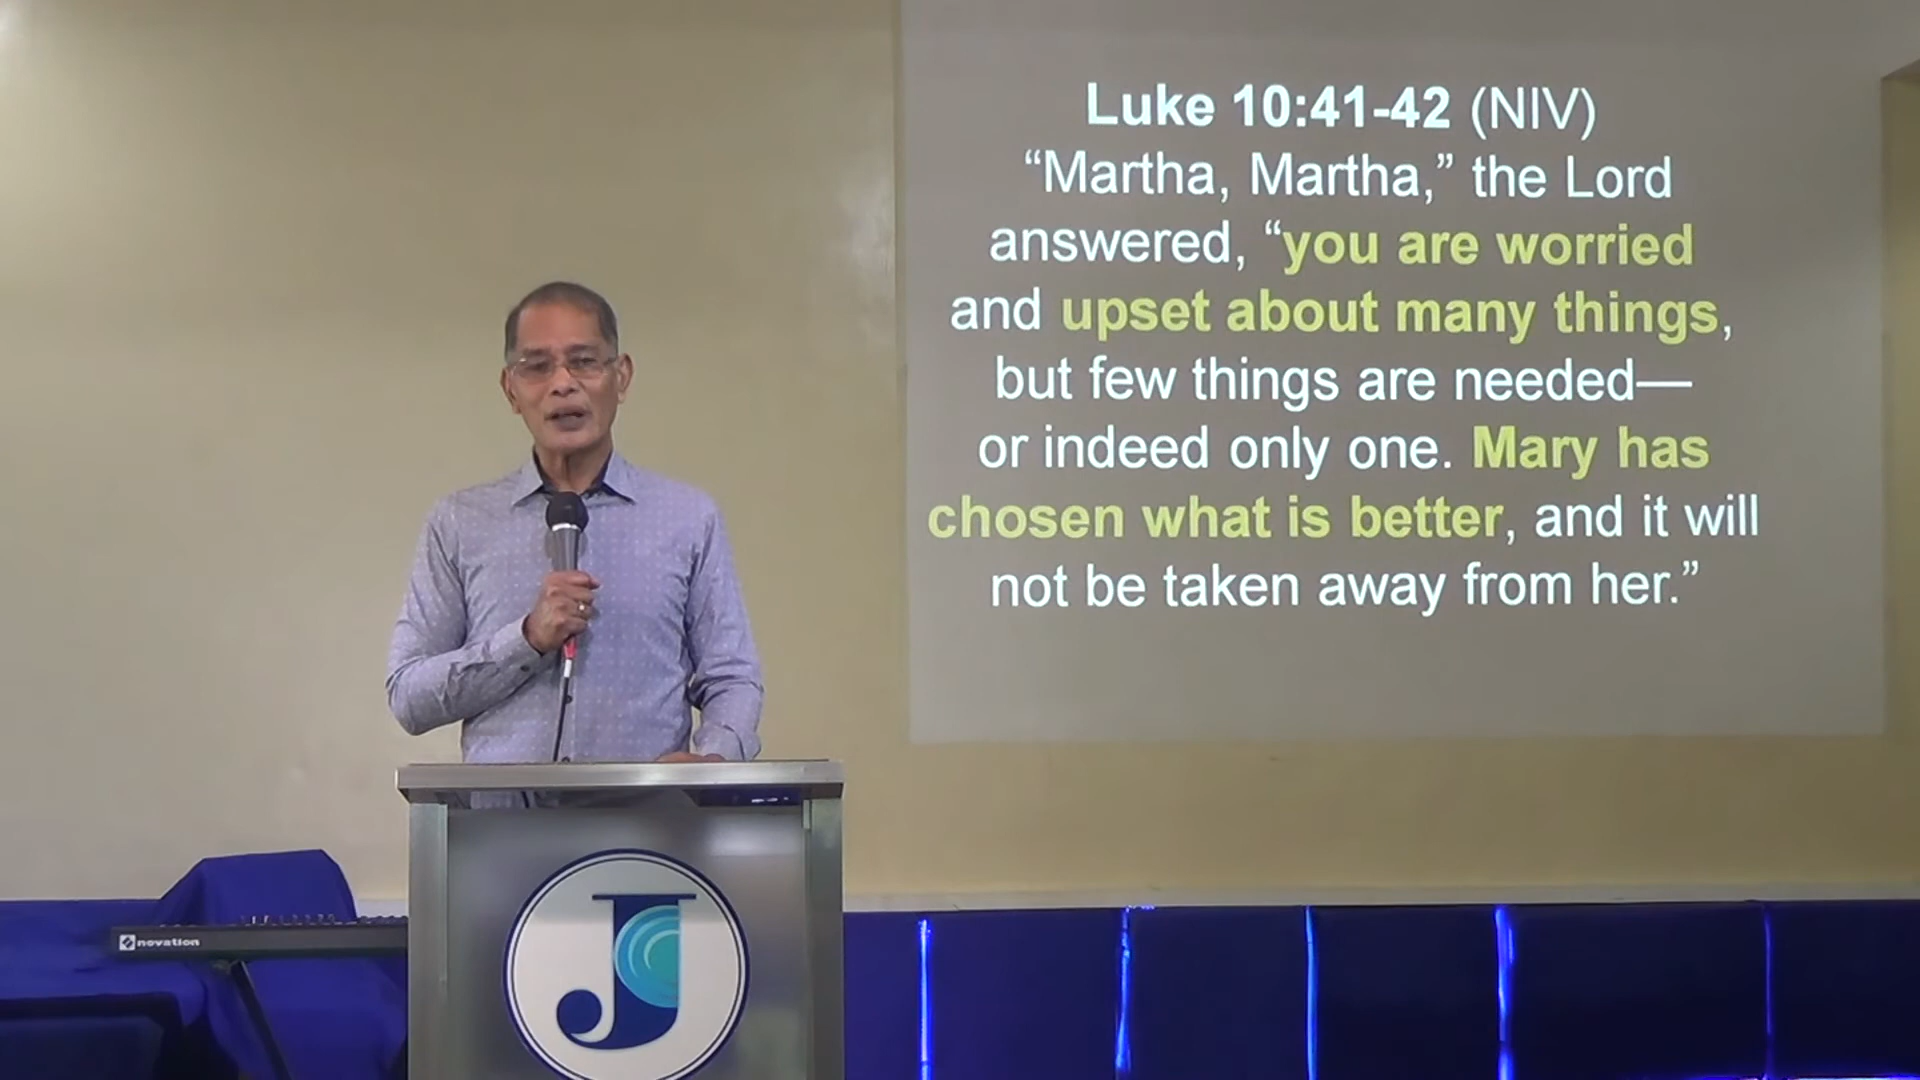 Luke 10:41-42 (NIV)
“Martha, Martha,” the Lord
answered, “you are worried
and upset about many things,
but few things are needed—
or indeed only one. Mary has
chosen what is better, and it will
not be taken away from her.”
novation
J